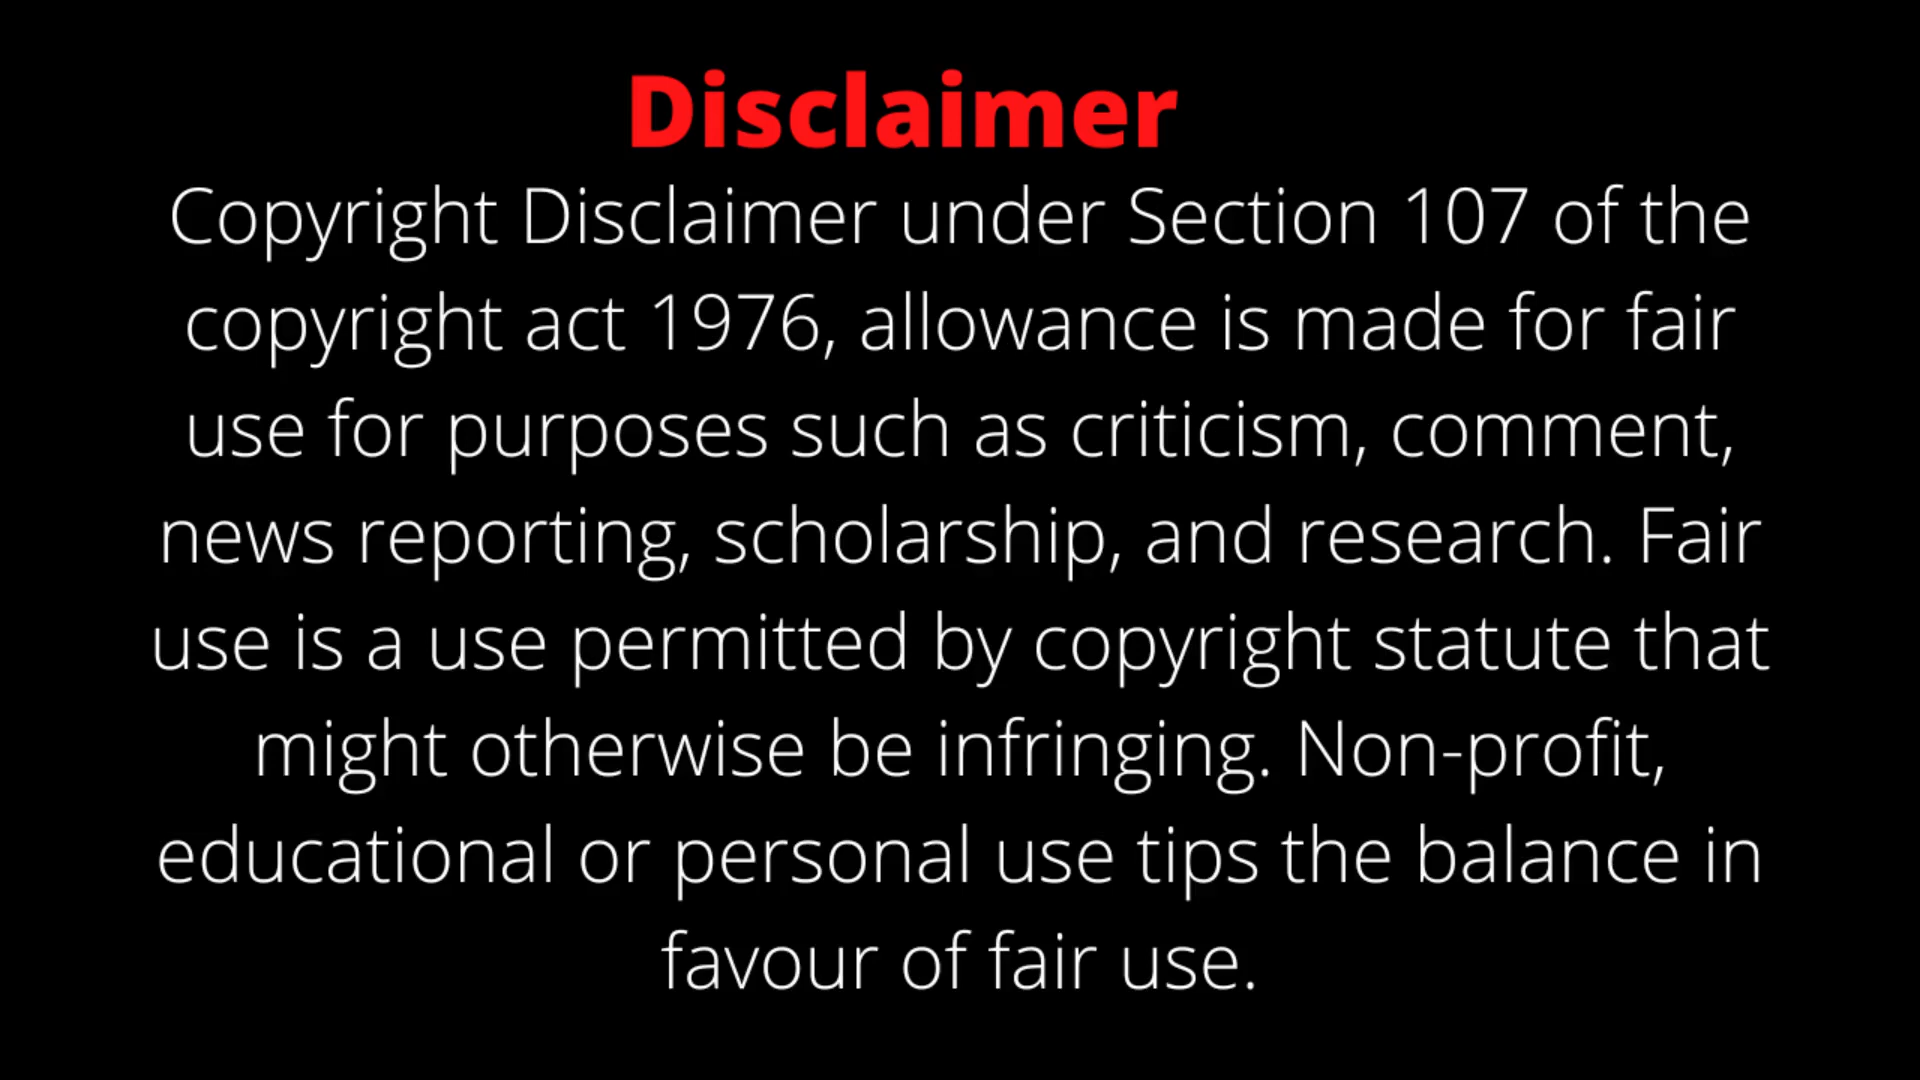 Disclaimer
Copyright Disclaimer under Section 107 of the
copyright act 1976, allowance is made for fair
use for purposes such as criticism, comment,
news reporting, scholarship, and research. Fair
use is a use permitted by copyright statute that
might otherwise be infringing. Non-profit,
educational or personal use tips the balance in
favour of fair use.